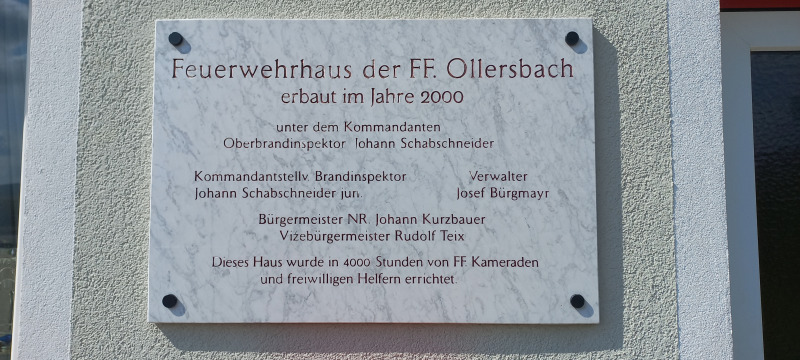 Feuerwehrhaus der FF. Ollersbach
erbaut im Jahre 2000
unter dem Kommandanten
Oberbrandinspektor Johann Schabschneider
Kommandantstellv. Brandinspektor Verwalter
Johann Schabschneider jun. Josef Bürgmayr
Bürgermeister NR. Johann Kurzbauer
Vizebürgermeister Rudolf Teix
Dieses Haus wurde in 4000 Stunden von FF. Kameraden
und freiwilligen Helfern errichtet.